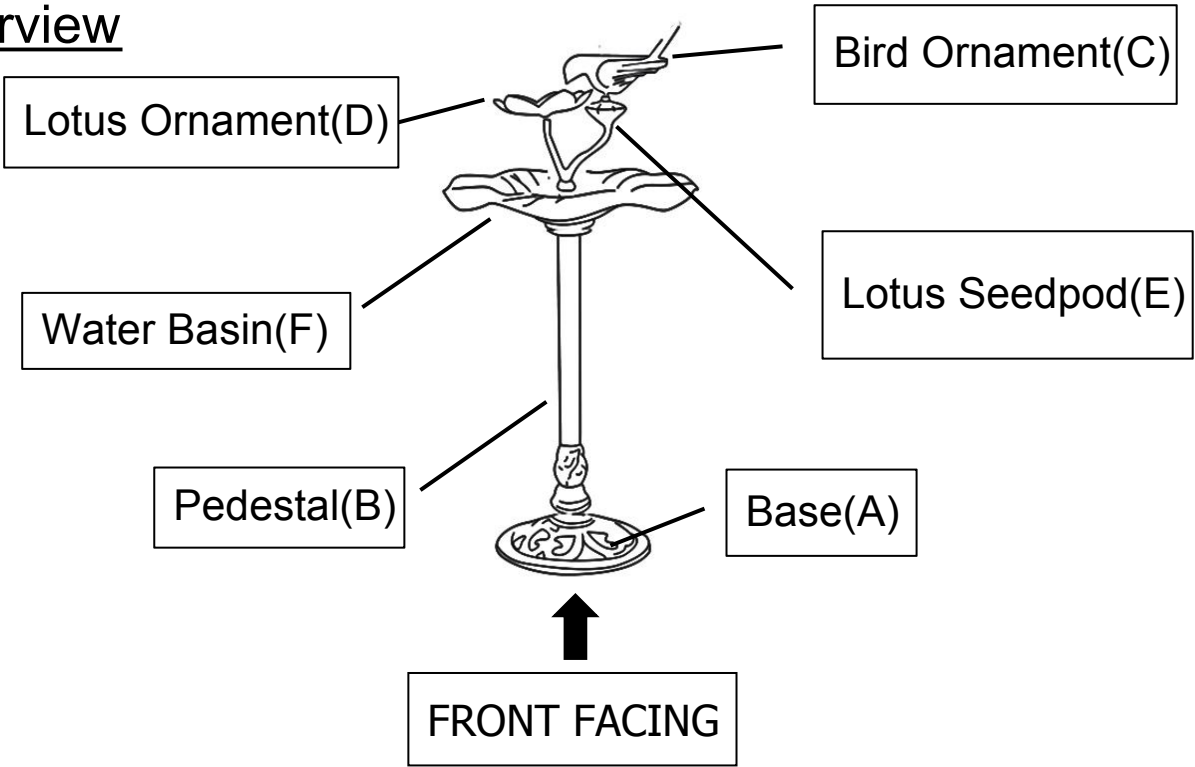 rview
Bird Ornament(C)
Lotus Ornament(D)
Lotus Seedpod(E)
Water Basin(F)
Pedestal(B)
Base(A)
FRONT FACING